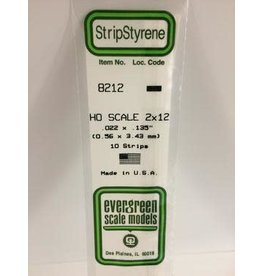 StripStyrene
Item No. Loc. Code
8212
HO SCALE 2x12
.022 x .135"
(0.56 x 3.43 mm)
10 Strips
Made in U.S.A.
evergreen
scale models
Des Plaines, IL 60018